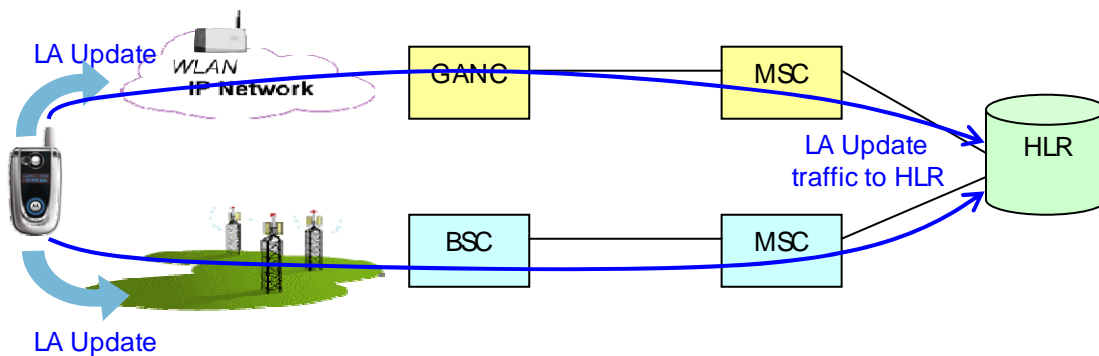 LA Update
WLAN
IP Network
GANC
MSC
HLR
LA Update
traffic to HLR
BSC
MSC
LA Update